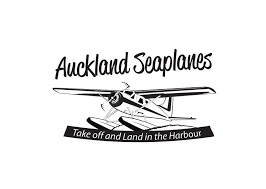 Auckland Seaplanes
Take off and Land in the Harbour